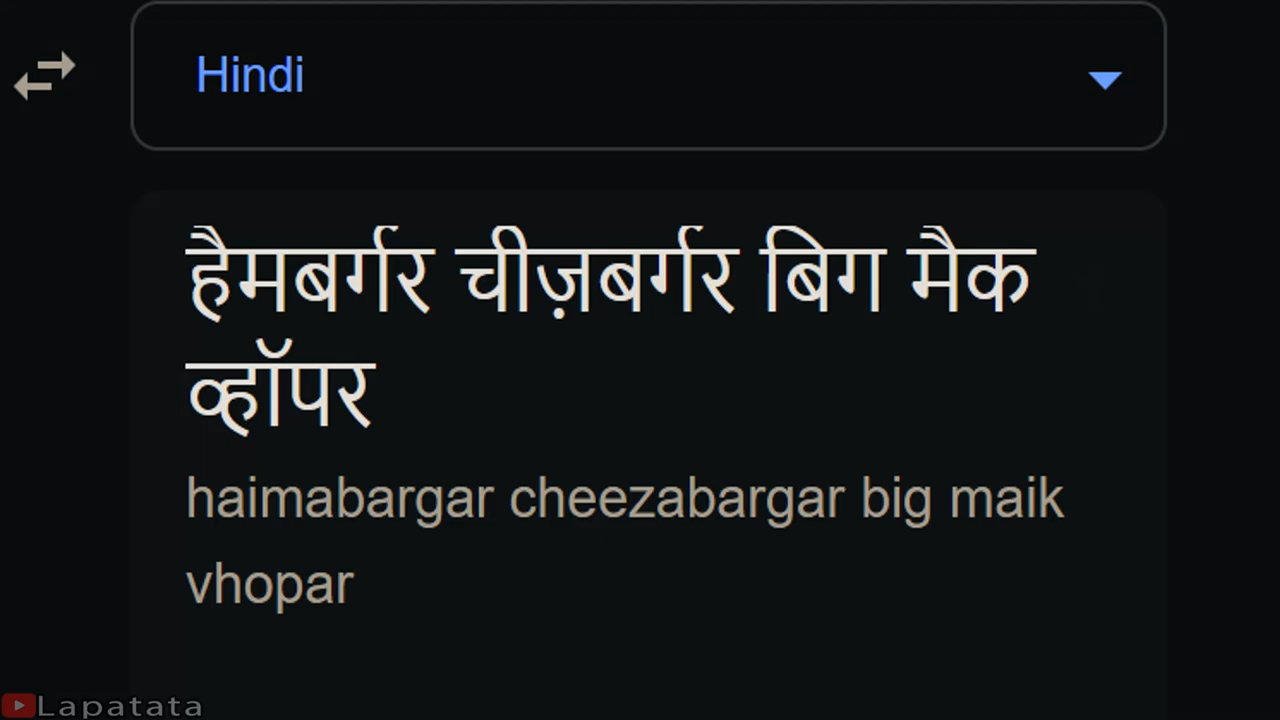 Hindi
हैमबर्गर चीज़बर्गर बिग मैक
व्हॉपर
haimabargar cheezabargar big maik
vhopar
Lapatata